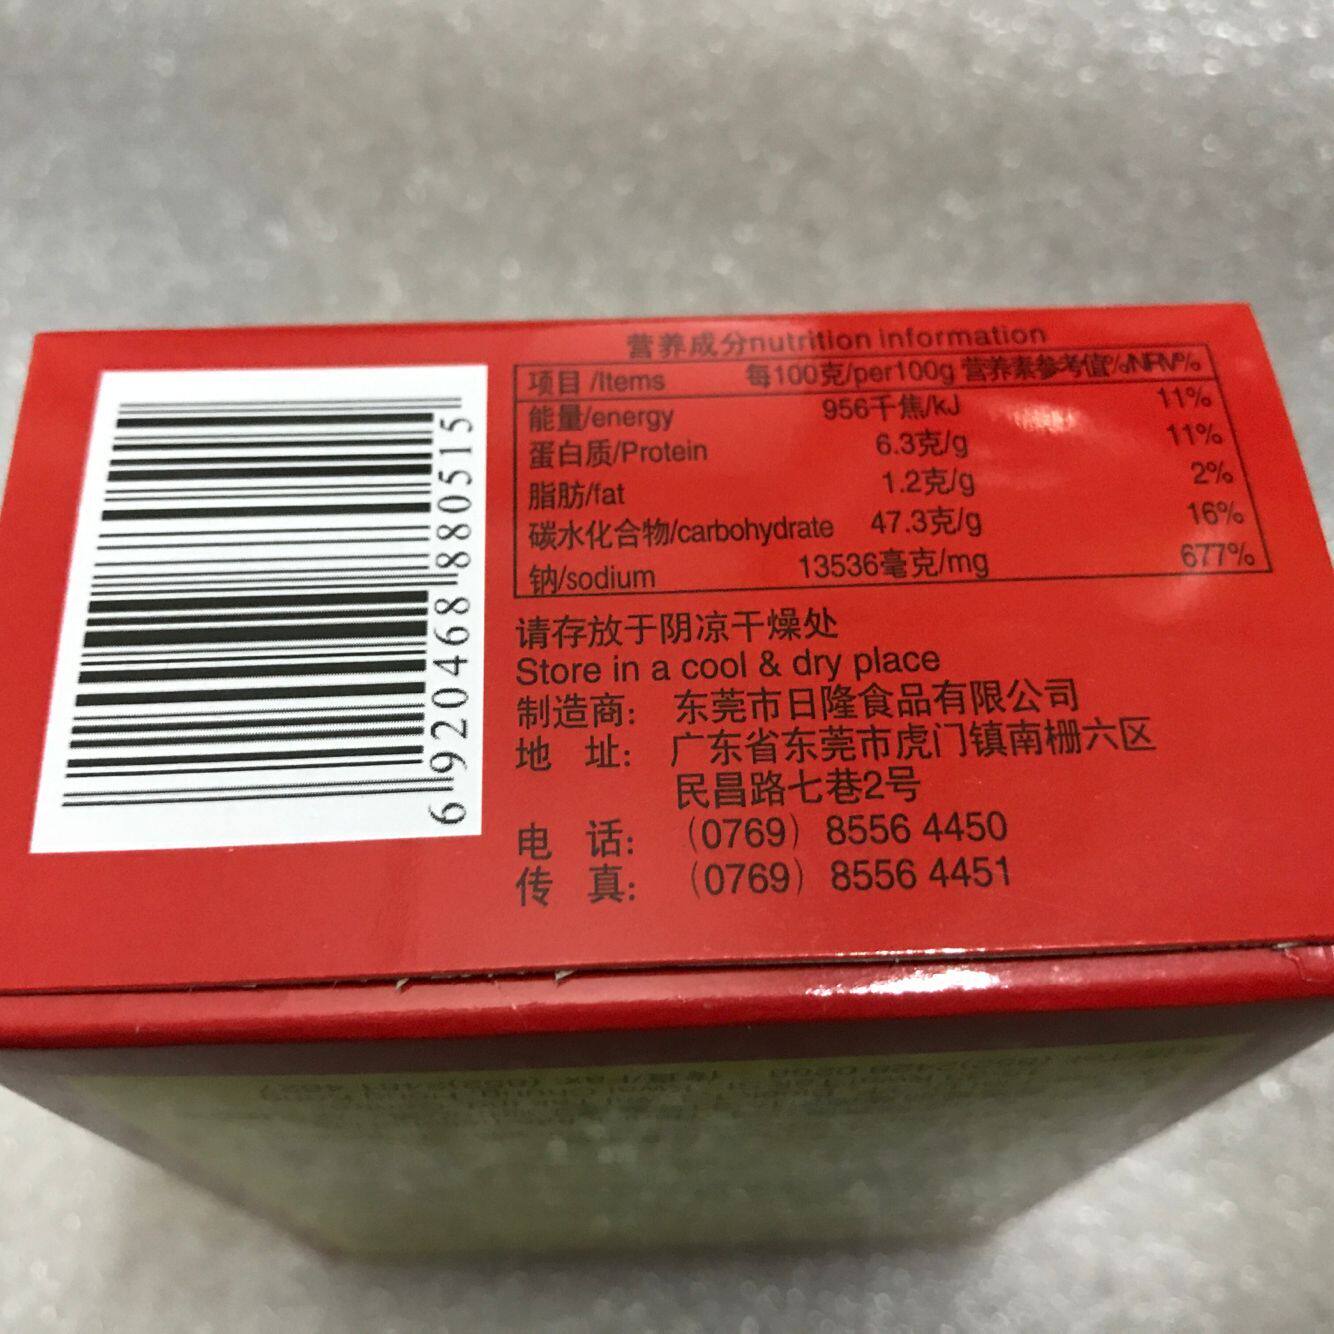 营养成分nutrition information
项目/Items 每100克/per100g 营养素参考值%/NRV%
能量/energy 956千焦/kJ 11%
蛋白质/Protein 6.3克/g 11%
脂肪/fat 1.2克/g 2%
碳水化合物/carbohydrate 47.3克/g 16%
钠/sodium 13536毫克/mg 677%
请存放于阴凉干燥处
Store in a cool & dry place
制造商: 东莞市日隆食品有限公司
地 址: 广东省东莞市虎门镇南栅六区
民昌路七巷2号
电 话: (0769) 8556 4450
传 真: (0769) 8556 4451
6 920468 880515